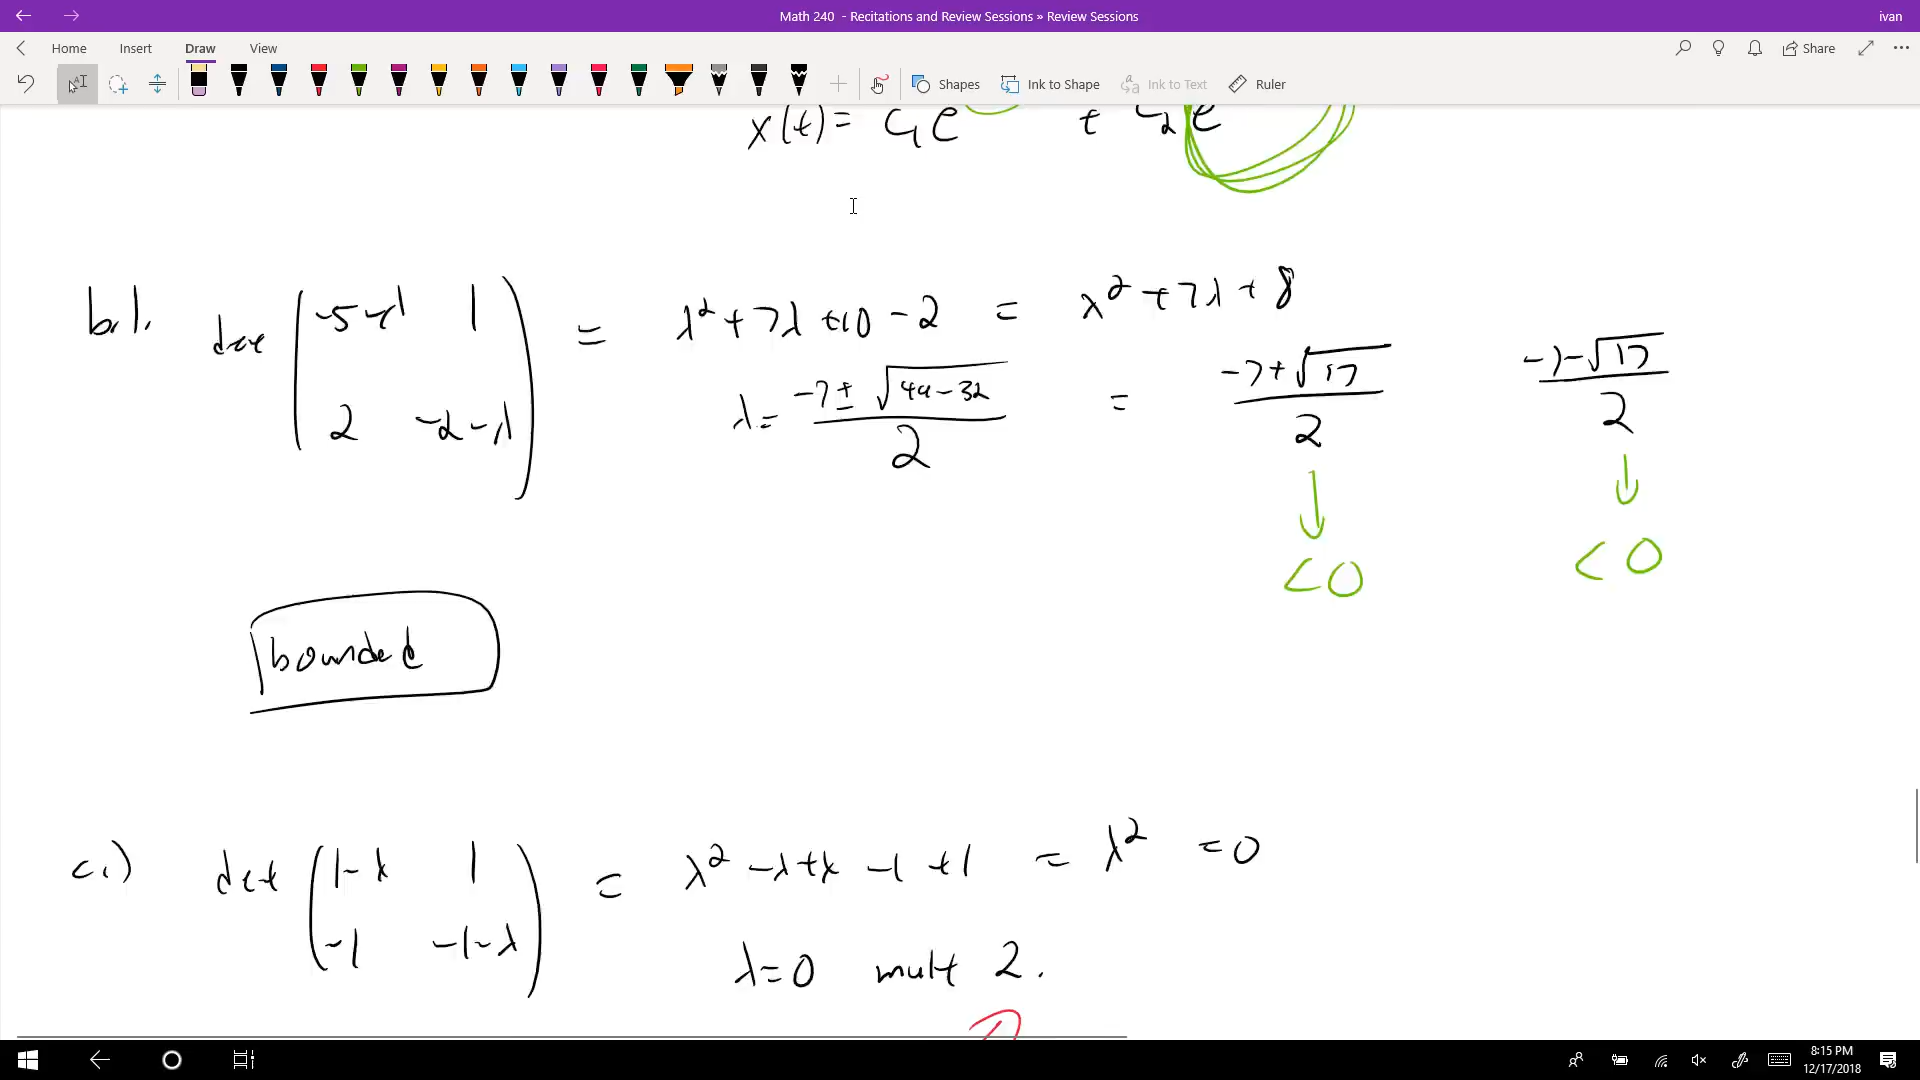 Math 240 - Recitations and Review Sessions » Review Sessions
ivan
Home Insert Draw View
Share
Shapes Ink to Shape Ink to Text Ruler
x(t) = C₁e + C₂e
b.). det ( -5-λ 1 = λ² + 7λ + 10 - 2 = λ² + 7λ + 8
2 -2-λ )
λ = (-7 ± √(49-32)) / 2 = (-7+√17) / 2 (-7-√17) / 2
<0 <0
bounded
c.) det ( 1-λ 1 = λ² -λ+λ -1 +1 = λ² = 0
-1 -1-λ )
λ=0 mult 2.
8:15 PM
12/17/2018